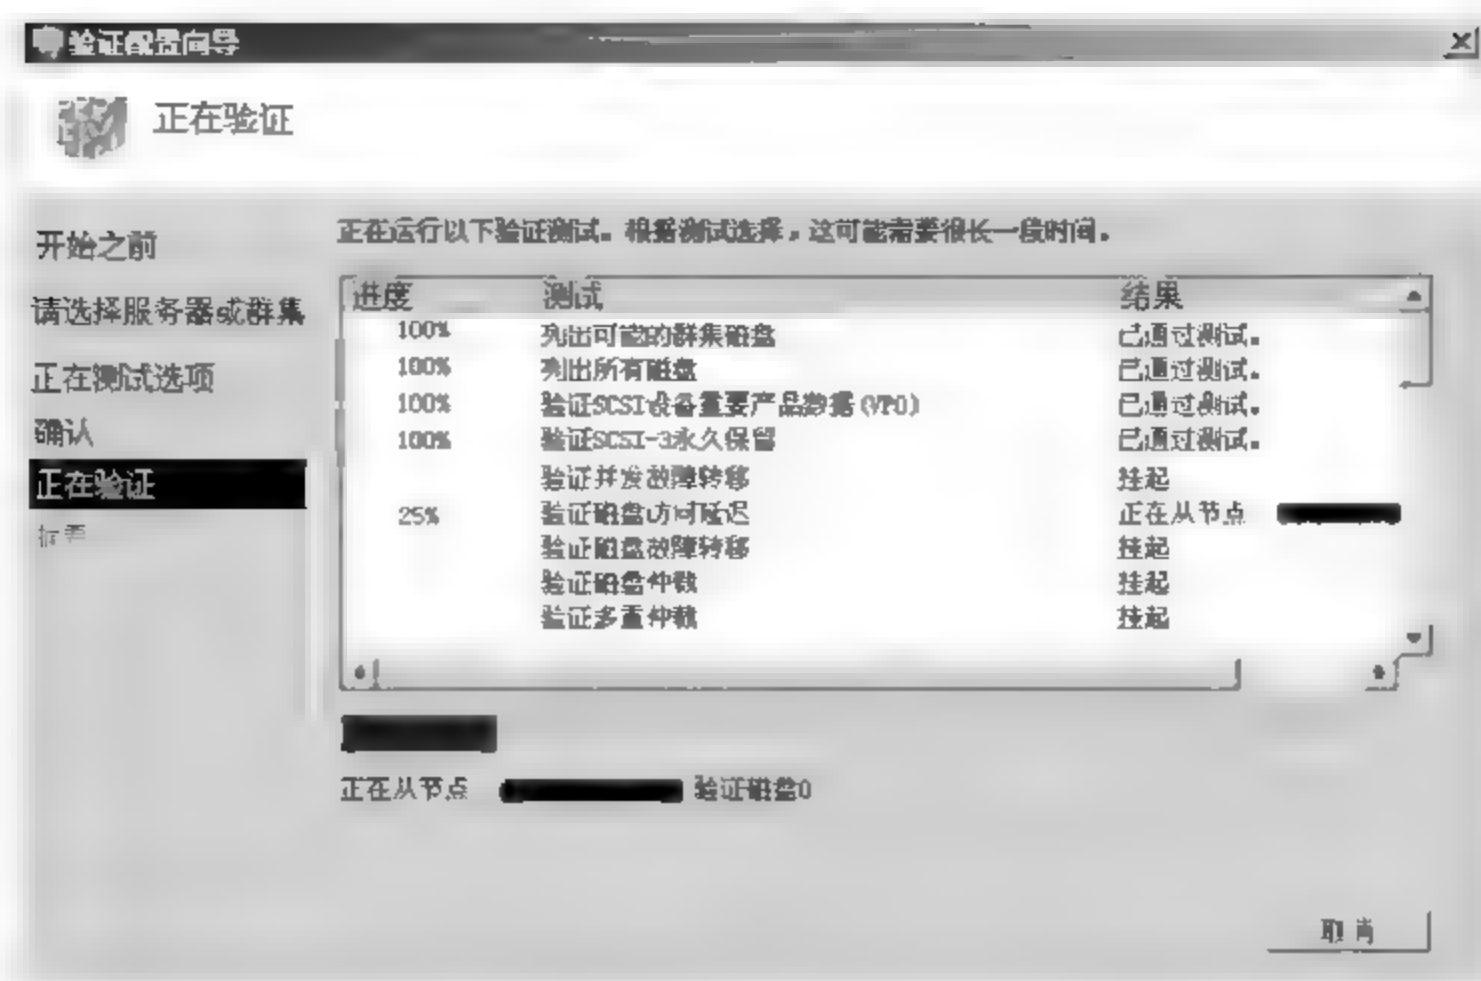 验证配置向导
正在验证
开始之前
请选择服务器或群集
正在测试选项
确认
正在验证
摘要
正在运行以下验证测试。根据测试选择,这可能需要很长一段时间。
进度 测试 结果
100% 列出可能的群集磁盘 已通过测试。
100% 列出所有磁盘 已通过测试。
100% 验证SCSI设备重要产品数据(VPD) 已通过测试。
100% 验证SCSI-3永久保留 已通过测试。
验证并发故障转移 挂起
25% 验证磁盘访问延迟 正在从节点
验证磁盘故障转移 挂起
验证磁盘仲裁 挂起
验证多重仲裁 挂起
正在从节点 验证磁盘0
取消